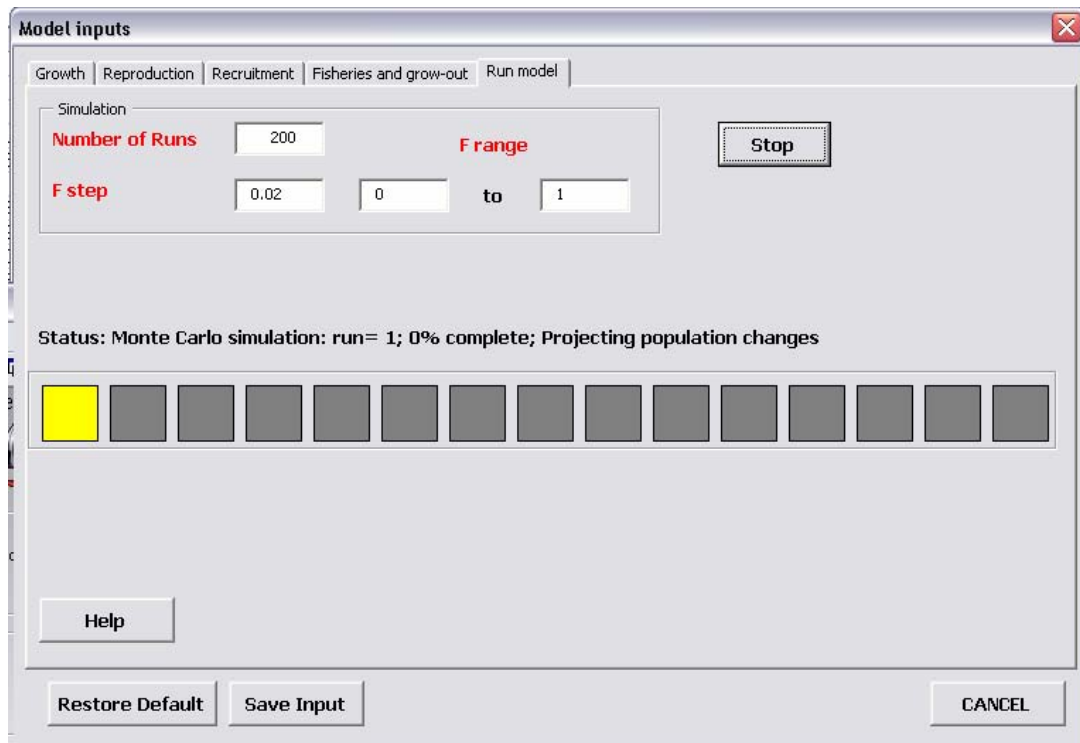 Model inputs
Growth Reproduction Recruitment Fisheries and grow-out Run model
Simulation
Number of Runs 200 F range Stop
F step 0.02 0 to 1
Status: Monte Carlo simulation: run= 1; 0% complete; Projecting population changes
Help
Restore Default Save Input CANCEL